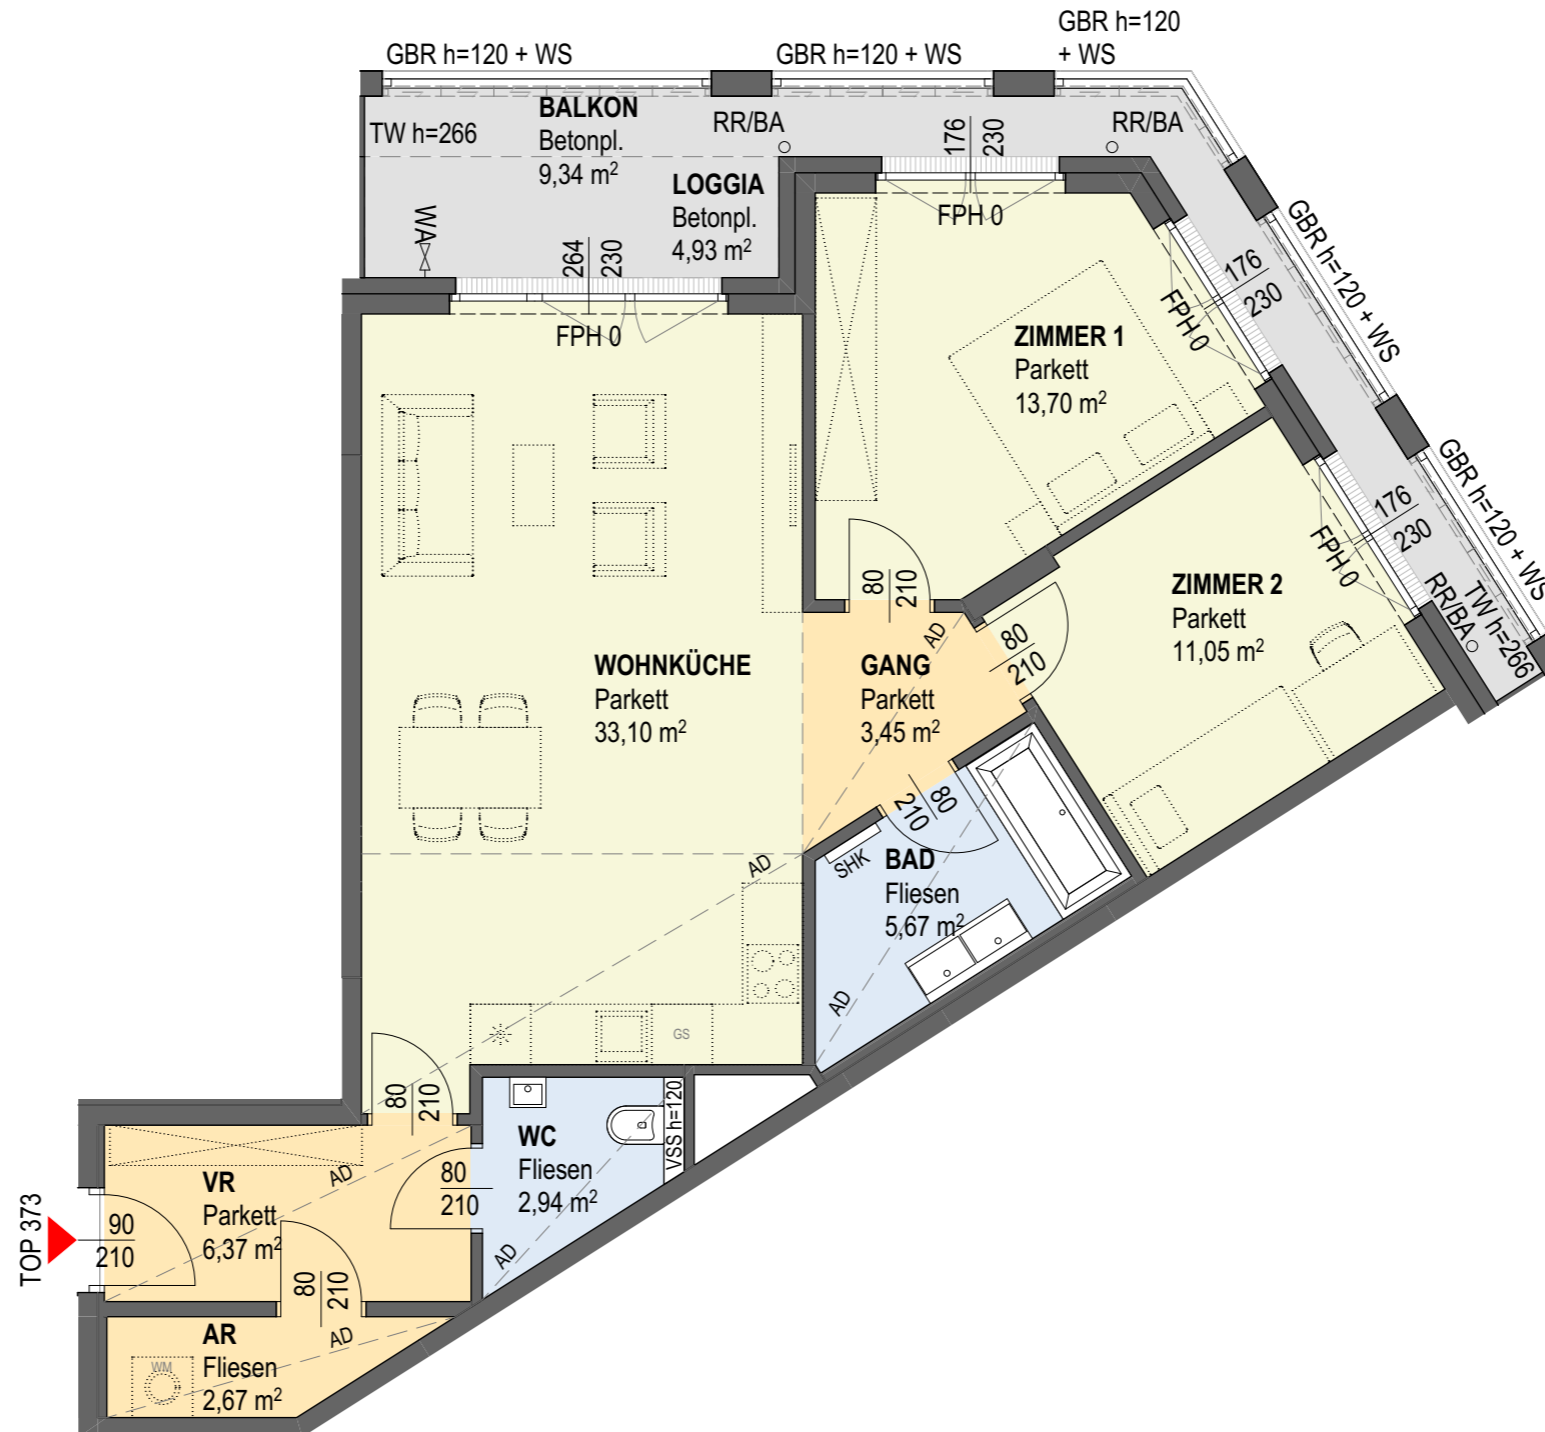 GBR h=120 + WS
GBR h=120 + WS
GBR h=120
+ WS
TW h=266
BALKON
Betonpl.
9,34 m²
RR/BA
176
230
RR/BA
LOGGIA
Betonpl.
4,93 m²
WA
264
230
FPH 0
FPH 0
GBR h=120 + WS
176
230
FPH 0
ZIMMER 1
Parkett
13,70 m²
GBR h=120 + WS
176
230
FPH 0
RR/BA
TW h=266
80
210
ZIMMER 2
Parkett
11,05 m²
AD
80
210
WOHNKÜCHE
Parkett
33,10 m²
GANG
Parkett
3,45 m²
80
210
AD
SHK
BAD
Fliesen
5,67 m²
AD
GS
80
210
VSS h=120
WC
Fliesen
2,94 m²
AD
AD
VR
Parkett
6,37 m²
80
210
TOP 373
90
210
80
210
AR
Fliesen
2,67 m²
AD
WM